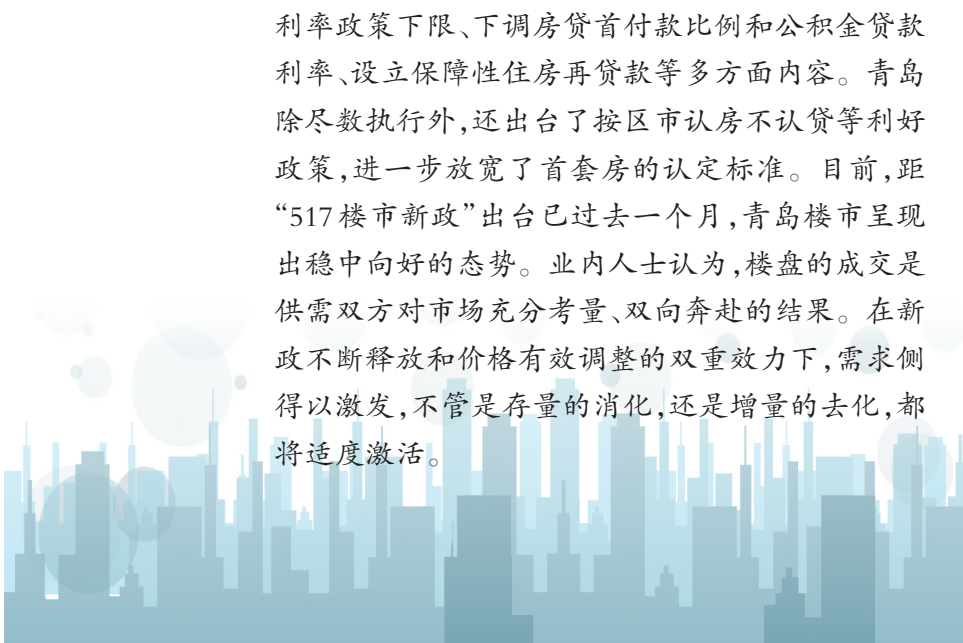 利率政策下限、下调房贷首付款比例和公积金贷款
利率、设立保障性住房再贷款等多方面内容。青岛
除尽数执行外,还出台了按区市认房不认贷等利好
政策,进一步放宽了首套房的认定标准。目前,距
“517楼市新政”出台已过去一个月,青岛楼市呈现
出稳中向好的态势。业内人士认为,楼盘的成交是
供需双方对市场充分考量、双向奔赴的结果。在新
政不断释放和价格有效调整的双重效力下,需求侧
得以激发,不管是存量的消化,还是增量的去化,都
将适度激活。